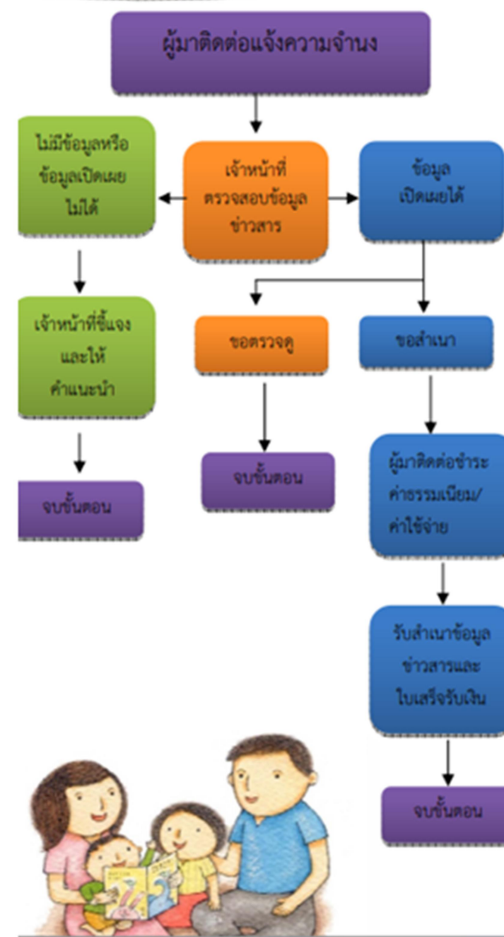 ผู้มาติดต่อแจ้งความจำนง
ไม่มีข้อมูลหรือ
ข้อมูลเปิดเผย
ไม่ได้
เจ้าหน้าที่
ตรวจสอบข้อมูล
ข่าวสาร
ข้อมูล
เปิดเผยได้
เจ้าหน้าที่ชี้แจง
และให้
คำแนะนำ
ขอตรวจดู
ขอสำเนา
จบขั้นตอน
จบขั้นตอน
ผู้มาติดต่อชำระ
ค่าธรรมเนียม/
ค่าใช้จ่าย
รับสำเนาข้อมูล
ข่าวสารและ
ใบเสร็จรับเงิน
จบขั้นตอน